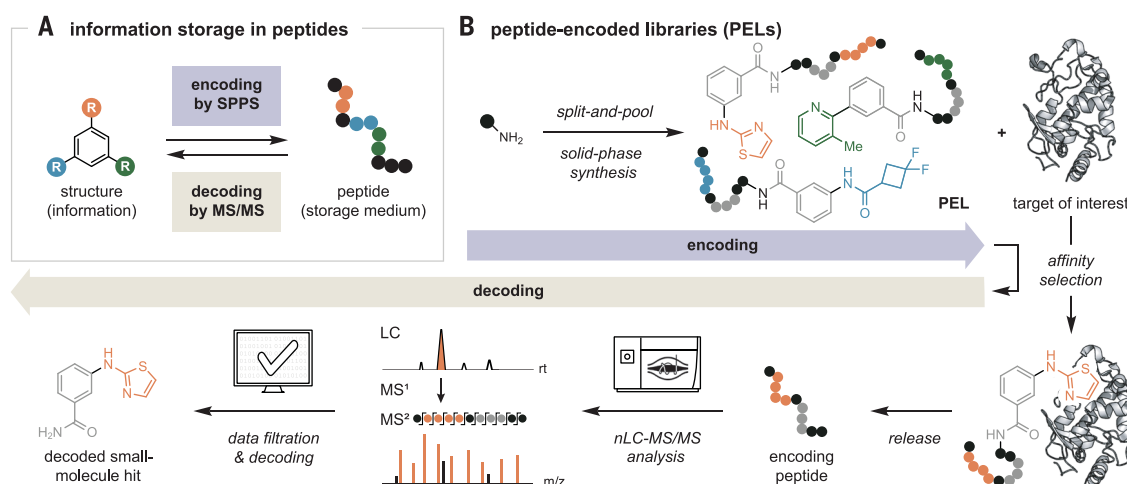 A information storage in peptides
encoding
by SPPS
R
R
R
structure
(information)
decoding
by MS/MS
peptide
(storage medium)
B peptide-encoded libraries (PELs)
NH2
split-and-pool
solid-phase
synthesis
O
N
H
HN
S
N
N
Me
O
N
H
N
H
O
H
N
O
F
F
PEL
+
target of interest
encoding
decoding
affinity
selection
H
N
S
N
O
HN
release
encoding
peptide
nLC-MS/MS
analysis
LC
rt
MS¹
MS²
m/z
data filtration
& decoding
H
N
S
N
H2N
O
decoded small-
molecule hit